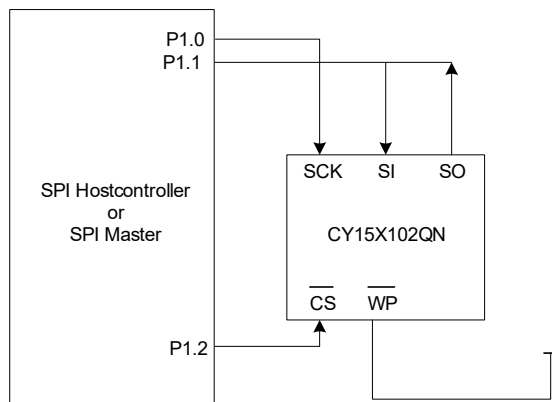 P1.0
P1.1
SCK SI SO
SPI Hostcontroller
or
SPI Master
CY15X102QN
CS WP
P1.2